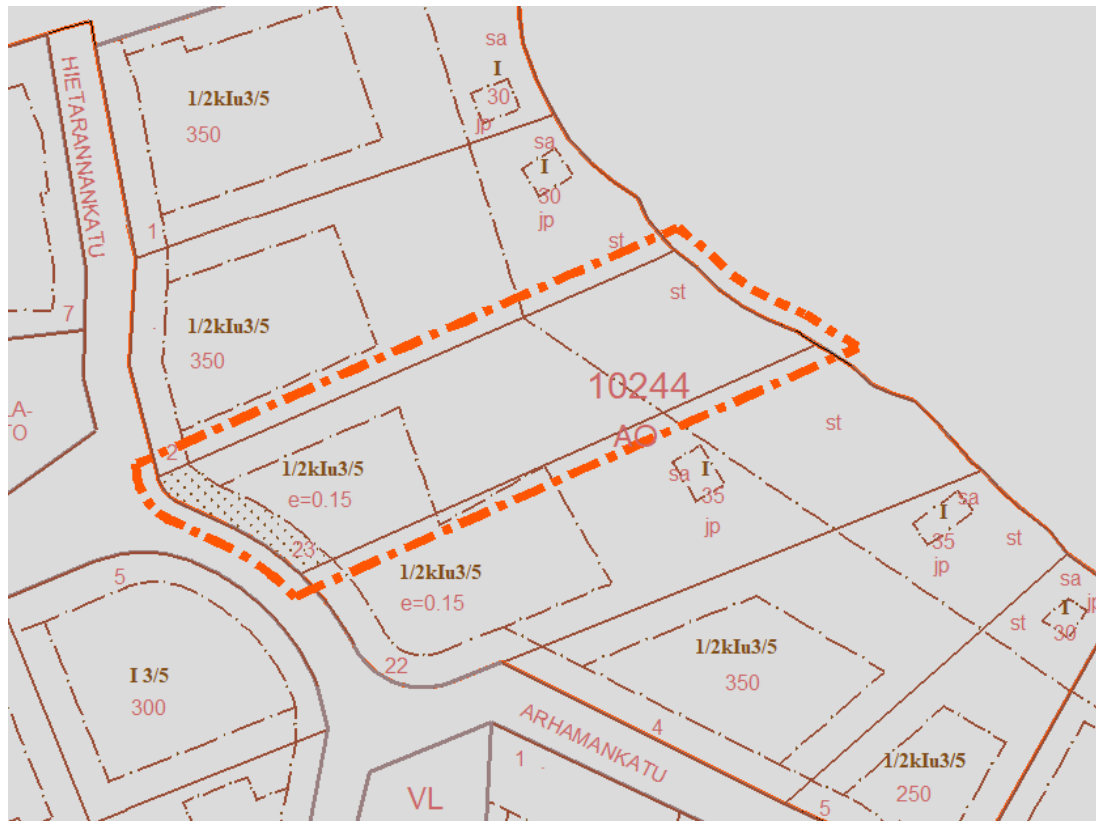 sa
I
30
jp
HIETARANNANKATU
1/2kIu3/5
350
sa
I
30
jp
1
st
st
7
1/2kIu3/5
350
10244
AO
LA-
TO
2
st
1/2kIu3/5
e=0.15
sa
I
35
jp
sa
I
35
jp
st
23
5
1/2kIu3/5
e=0.15
sa
jp
I
30
st
22
1/2kIu3/5
350
I 3/5
300
ARHAMANKATU
4
1
VL
1/2kIu3/5
250
5